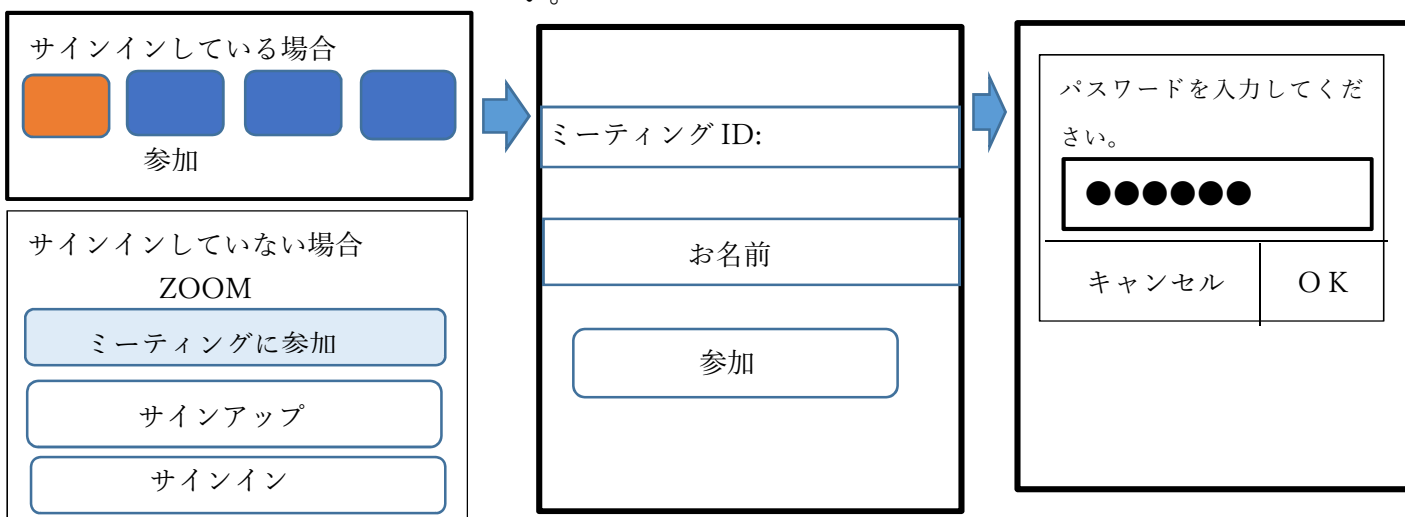 い。
サインインしている場合
参加
サインインしていない場合
ZOOM
ミーティングに参加
サインアップ
サインイン
ミーティング ID:
お名前
参加
パスワードを入力してくだ
さい。
●●●●●●
キャンセル
ＯＫ